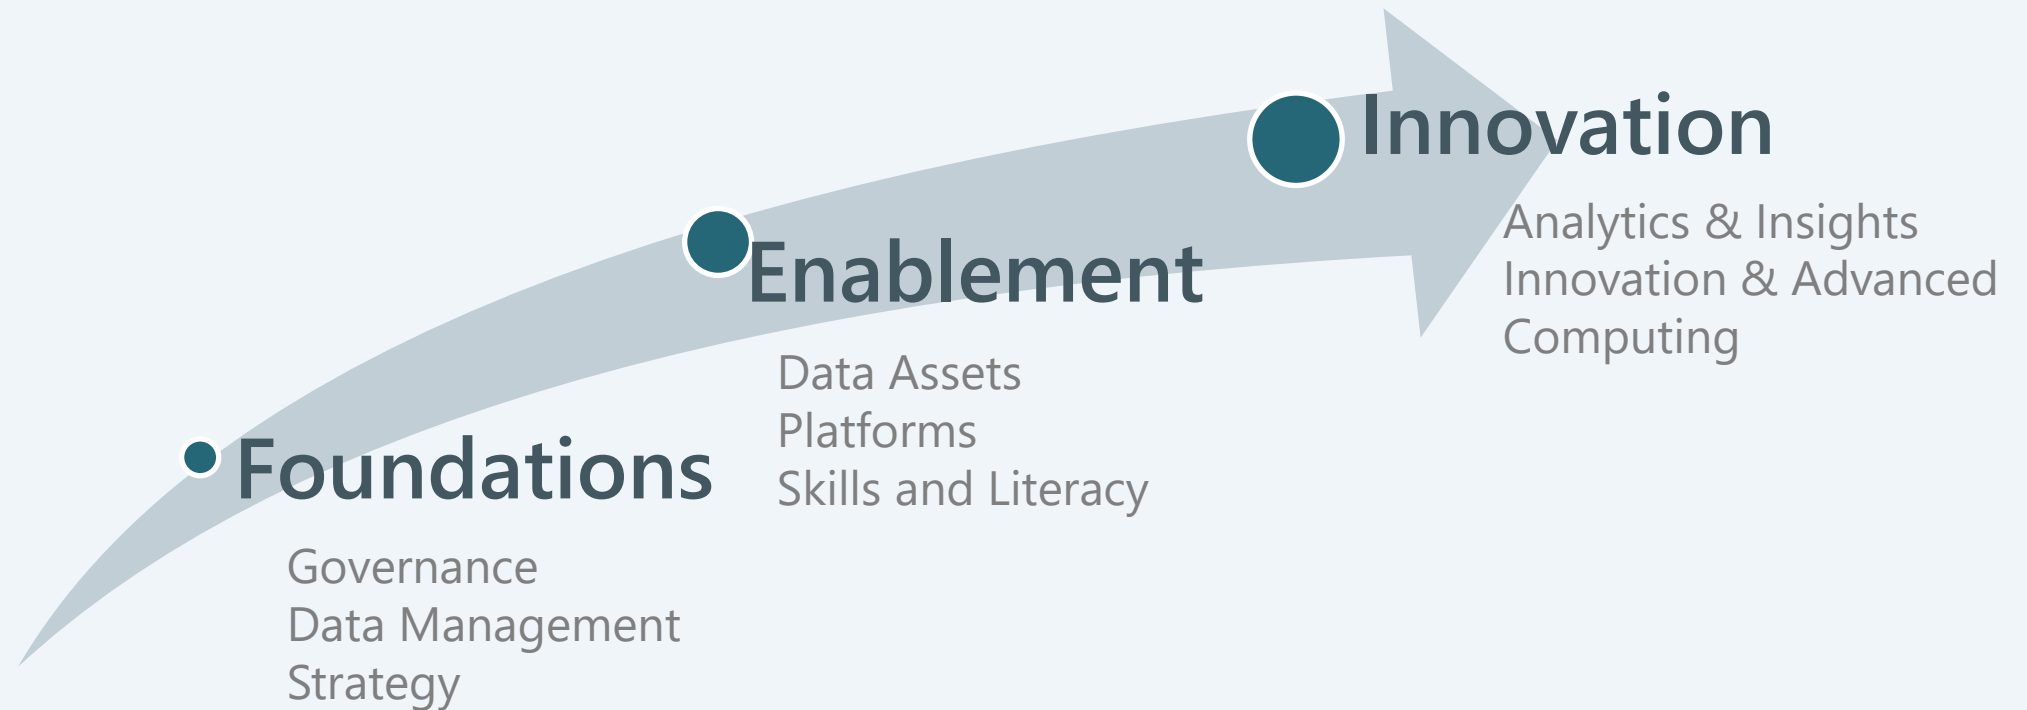 Foundations
Governance
Data Management
Strategy
Enablement
Data Assets
Platforms
Skills and Literacy
Innovation
Analytics & Insights
Innovation & Advanced
Computing